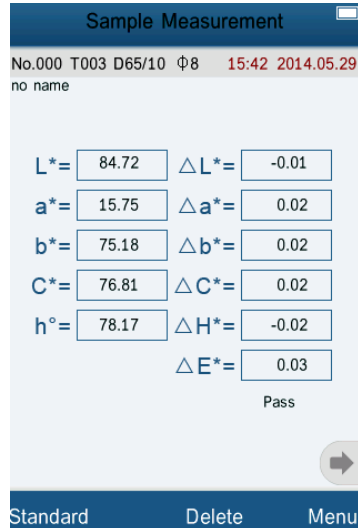 Sample Measurement
No.000 T003 D65/10 Φ8 15:42 2014.05.29
no name
L*= 84.72 △L*= -0.01
a*= 15.75 △a*= 0.02
b*= 75.18 △b*= 0.02
C*= 76.81 △C*= 0.02
h°= 78.17 △H*= -0.02
△E*= 0.03
Pass
Standard Delete Menu